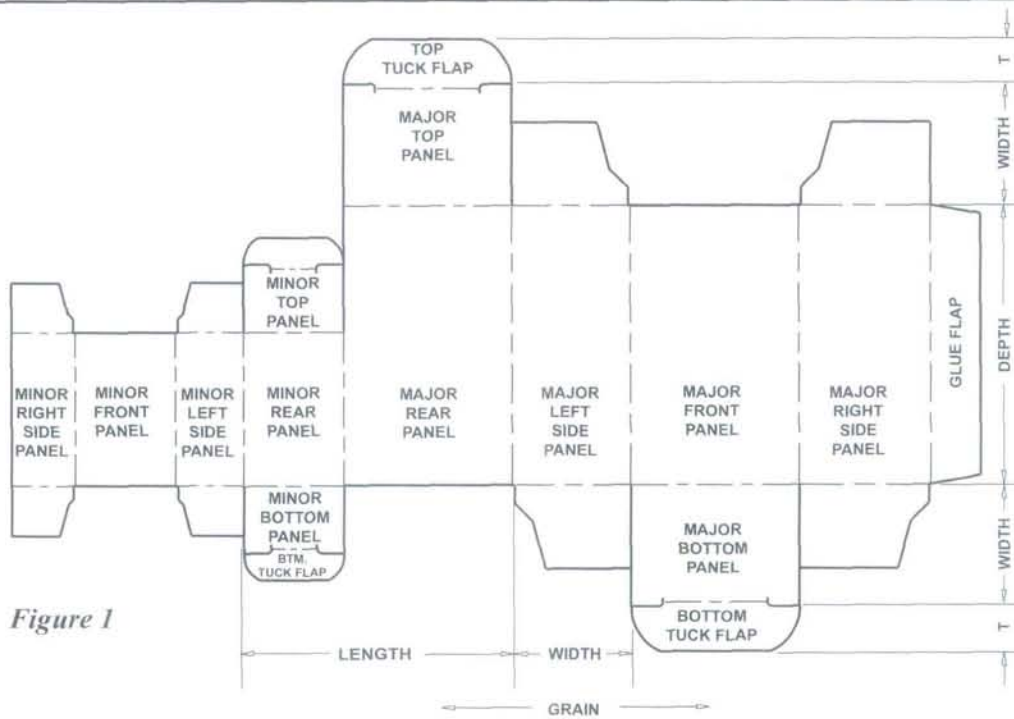 TOP
TUCK FLAP
T
MAJOR
TOP
PANEL
WIDTH
MINOR
TOP
PANEL
MINOR
RIGHT
SIDE
PANEL
MINOR
FRONT
PANEL
MINOR
LEFT
SIDE
PANEL
MINOR
REAR
PANEL
MAJOR
REAR
PANEL
MAJOR
LEFT
SIDE
PANEL
MAJOR
FRONT
PANEL
MAJOR
RIGHT
SIDE
PANEL
GLUE FLAP
DEPTH
MINOR
BOTTOM
PANEL
BTM.
TUCK FLAP
MAJOR
BOTTOM
PANEL
WIDTH
BOTTOM
TUCK FLAP
T
Figure 1
LENGTH
WIDTH
GRAIN